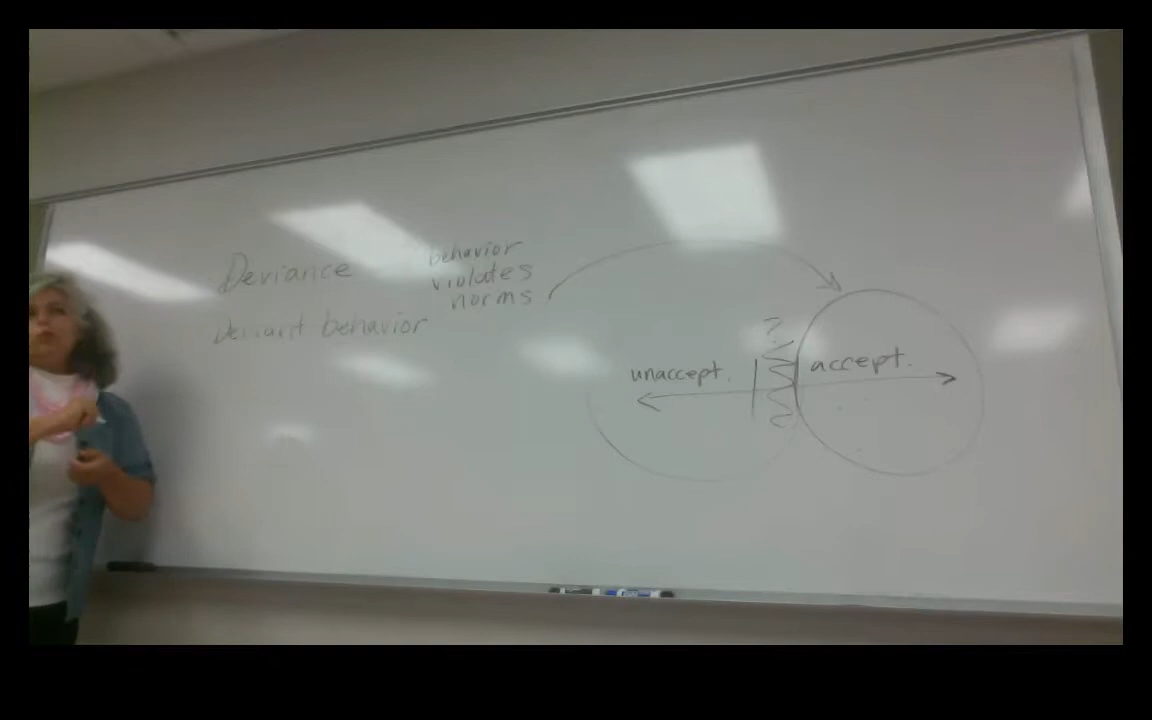 Deviance
Deviant behavior
behavior
violates
norms
?
unaccept.
accept.